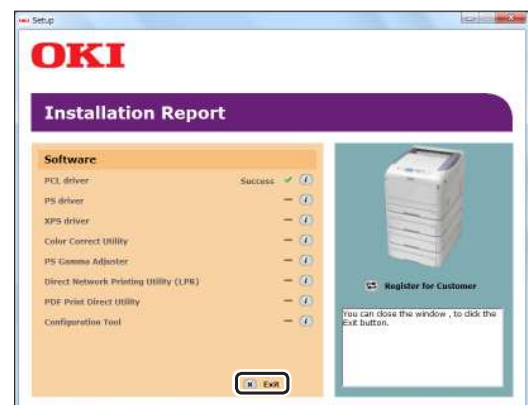 OKI Setup
OKI
Installation Report
Software
PCL driver Success
PS driver
XPS driver
Color Correct Utility
PS Gamma Adjuster
Direct Network Printing Utility (LPR)
PDF Print Direct Utility
Configuration Tool
Register for Customer
You can close the window , to click the
Exit button.
Exit